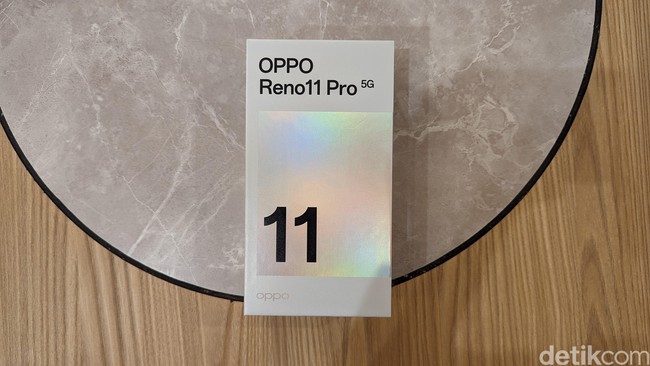 OPPO
Reno11 Pro 5G
11
oppo
detikcom